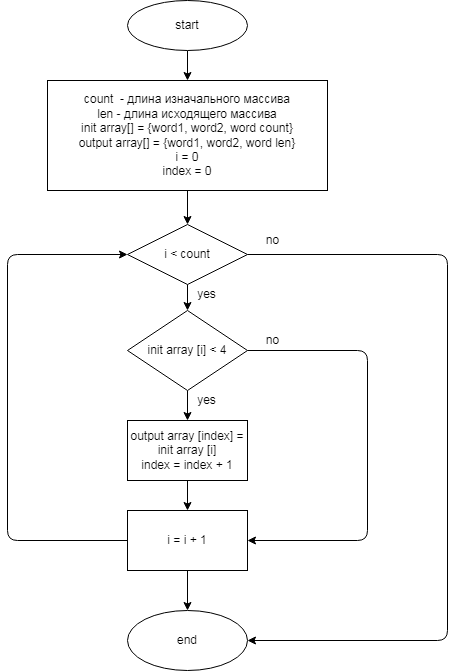 start
count - длина изначального массива
len - длина исходящего массива
init array[] = {word1, word2, word count}
output array[] = {word1, word2, word len}
i = 0
index = 0
i < count
no
yes
init array [i] < 4
no
yes
output array [index] =
init array [i]
index = index + 1
i = i + 1
end